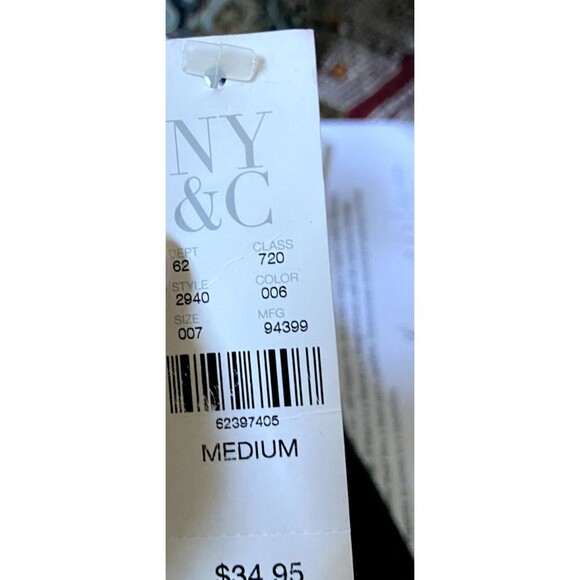 NY
&C
DEPT CLASS
62 720
STYLE COLOR
2940 006
SIZE MFG
007 94399
62397405
MEDIUM
$34.95